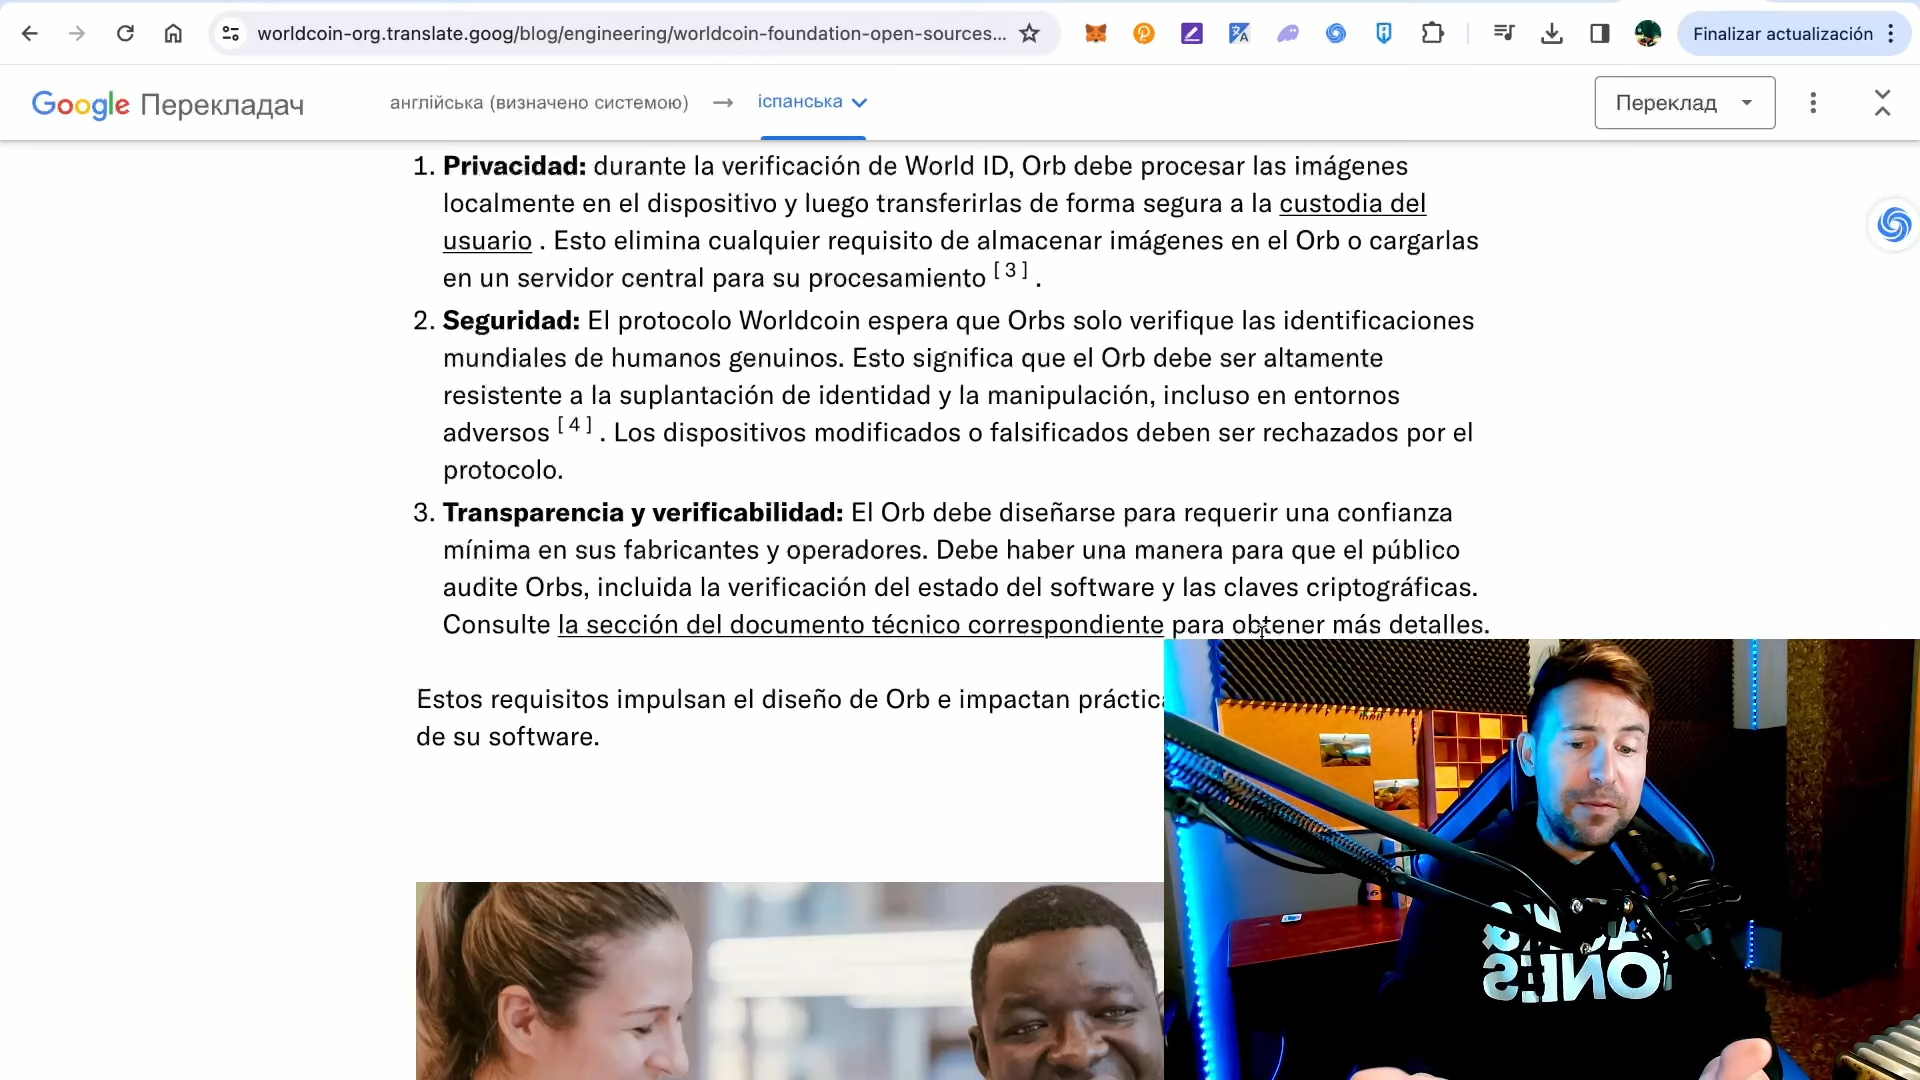 worldcoin-org.translate.goog/blog/engineering/worldcoin-foundation-open-sources...
Finalizar actualización
Google Перекладач
англійська (визначено системою) → іспанська
Переклад
1. Privacidad: durante la verificación de World ID, Orb debe procesar las imágenes
localmente en el dispositivo y luego transferirlas de forma segura a la custodia del
usuario . Esto elimina cualquier requisito de almacenar imágenes en el Orb o cargarlas
en un servidor central para su procesamiento [ 3 ] .
2. Seguridad: El protocolo Worldcoin espera que Orbs solo verifique las identificaciones
mundiales de humanos genuinos. Esto significa que el Orb debe ser altamente
resistente a la suplantación de identidad y la manipulación, incluso en entornos
adversos [ 4 ] . Los dispositivos modificados o falsificados deben ser rechazados por el
protocolo.
3. Transparencia y verificabilidad: El Orb debe diseñarse para requerir una confianza
mínima en sus fabricantes y operadores. Debe haber una manera para que el público
audite Orbs, incluida la verificación del estado del software y las claves criptográficas.
Consulte la sección del documento técnico correspondiente para obtener más detalles.
Estos requisitos impulsan el diseño de Orb e impactan
de su software.